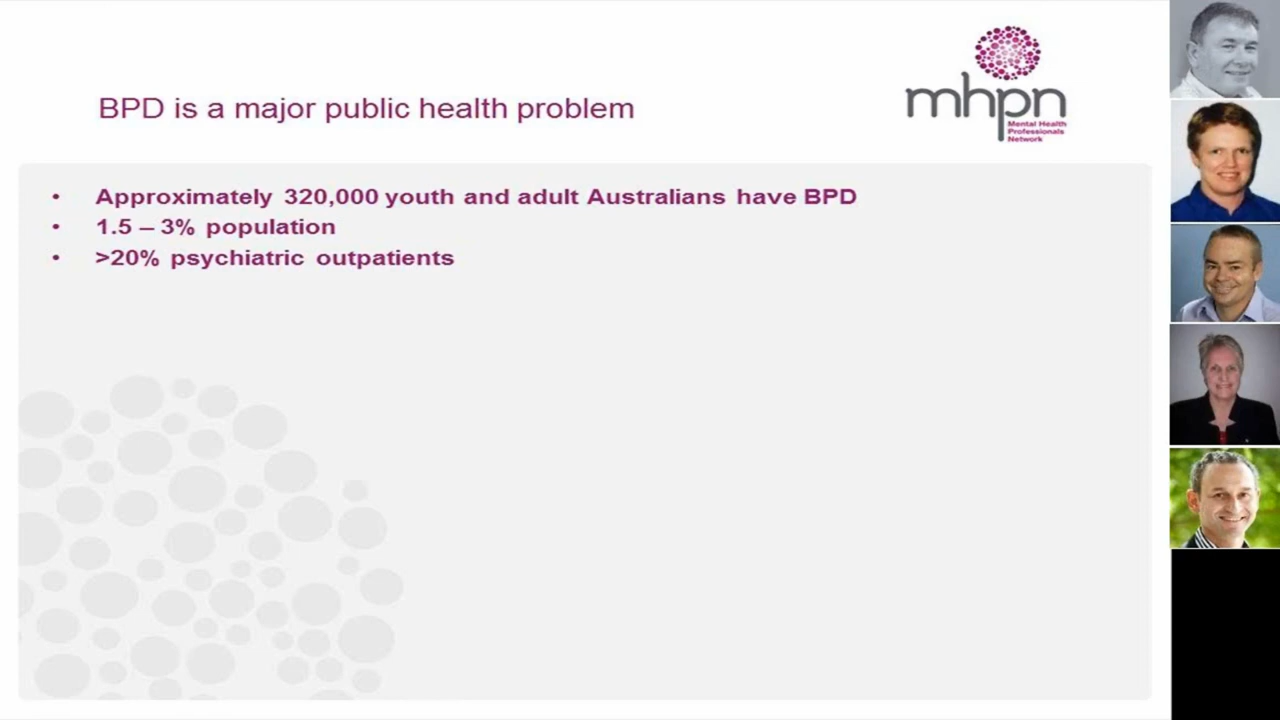 BPD is a major public health problem
mhpn
Mental Health
Professionals
Network
• Approximately 320,000 youth and adult Australians have BPD
• 1.5 – 3% population
• >20% psychiatric outpatients